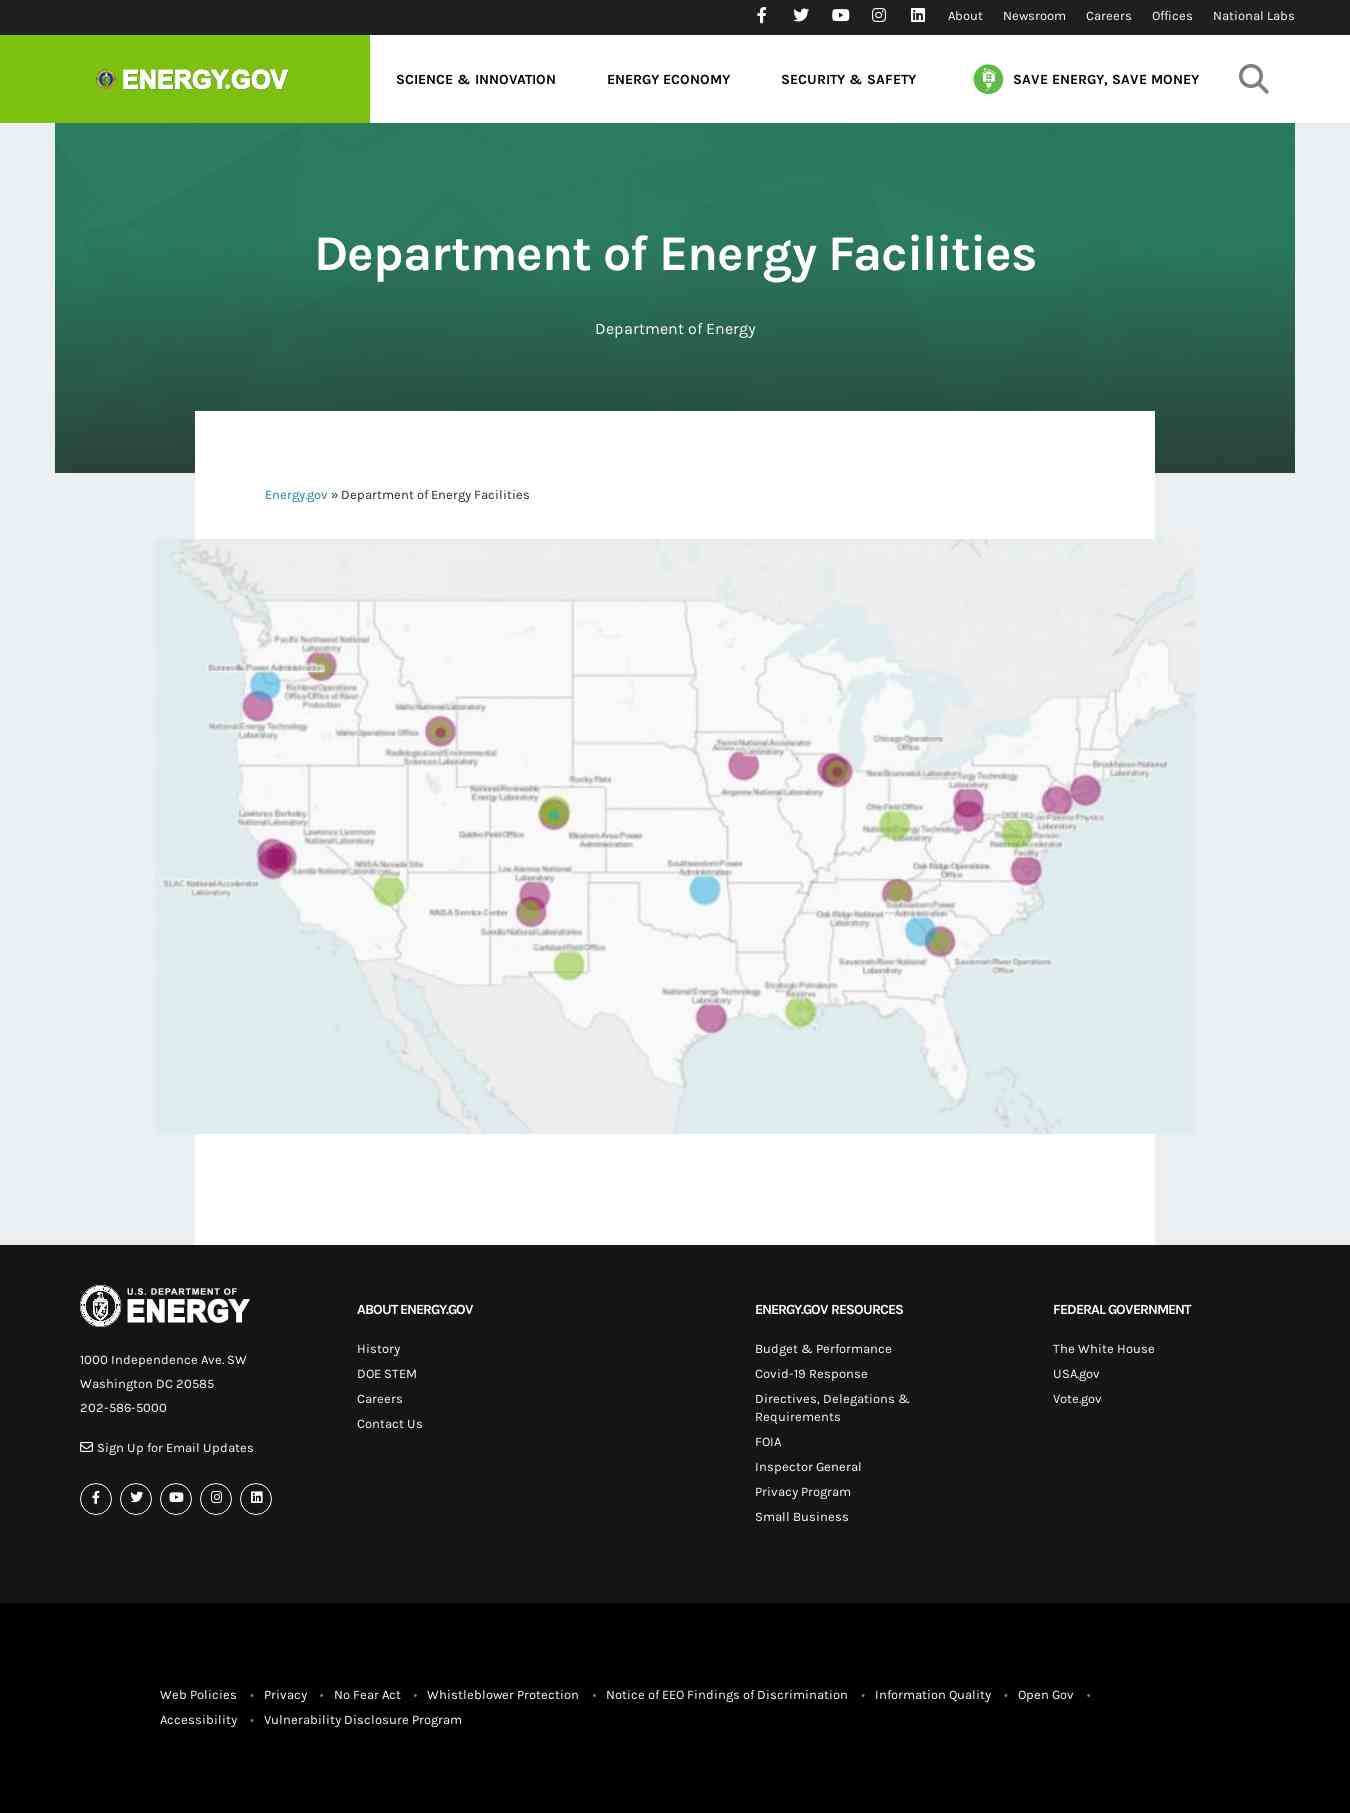 About Newsroom Careers Offices National Labs
ENERGY.GOV
SCIENCE & INNOVATION ENERGY ECONOMY SECURITY & SAFETY SAVE ENERGY, SAVE MONEY
Department of Energy Facilities
Department of Energy
Energy.gov » Department of Energy Facilities
Pacific Northwest National
Laboratory
Bonneville Power Administration
Richland Operations
Office/Office of River
Protection
National Energy Technology
Laboratory
Idaho National Laboratory
Idaho Operations Office
Radiological and Environmental
Sciences Laboratory
Rocky Flats
National Renewable
Energy Laboratory
Golden Field Office
Western Area Power
Administration
Lawrence Berkeley
National Laboratory
Lawrence Livermore
National Laboratory
NNSA Nevada Site
Office
Sandia National
SLAC National Accelerator
Laboratory
Los Alamos National
Laboratory
NNSA Service Center
Sandia National Laboratories
Carlsbad Field Office
Southwestern Power
Administration
National Energy Technology
Laboratory
Strategic Petroleum
Reserve
Fermi National Accelerator
Laboratory
Argonne National Laboratory
Chicago Operations
Office
New Brunswick Laboratory
Technology
Laboratory
Brookhaven National
Laboratory
Ohio Field Office
National Energy Technology
Laboratory
DOE HQ
Plasma Physics
Laboratory
National Accelerator
Facility
Oak Ridge Operations
Office
Southeastern Power
Administration
Oak Ridge National
Laboratory
Savannah River National
Laboratory
Savannah River Operations
Office
U.S. DEPARTMENT OF
ENERGY
1000 Independence Ave. SW
Washington DC 20585
202-586-5000
Sign Up for Email Updates
ABOUT ENERGY.GOV
History
DOE STEM
Careers
Contact Us
ENERGY.GOV RESOURCES
Budget & Performance
Covid-19 Response
Directives, Delegations &
Requirements
FOIA
Inspector General
Privacy Program
Small Business
FEDERAL GOVERNMENT
The White House
USA.gov
Vote.gov
Web Policies • Privacy • No Fear Act • Whistleblower Protection • Notice of EEO Findings of Discrimination • Information Quality • Open Gov •
Accessibility • Vulnerability Disclosure Program